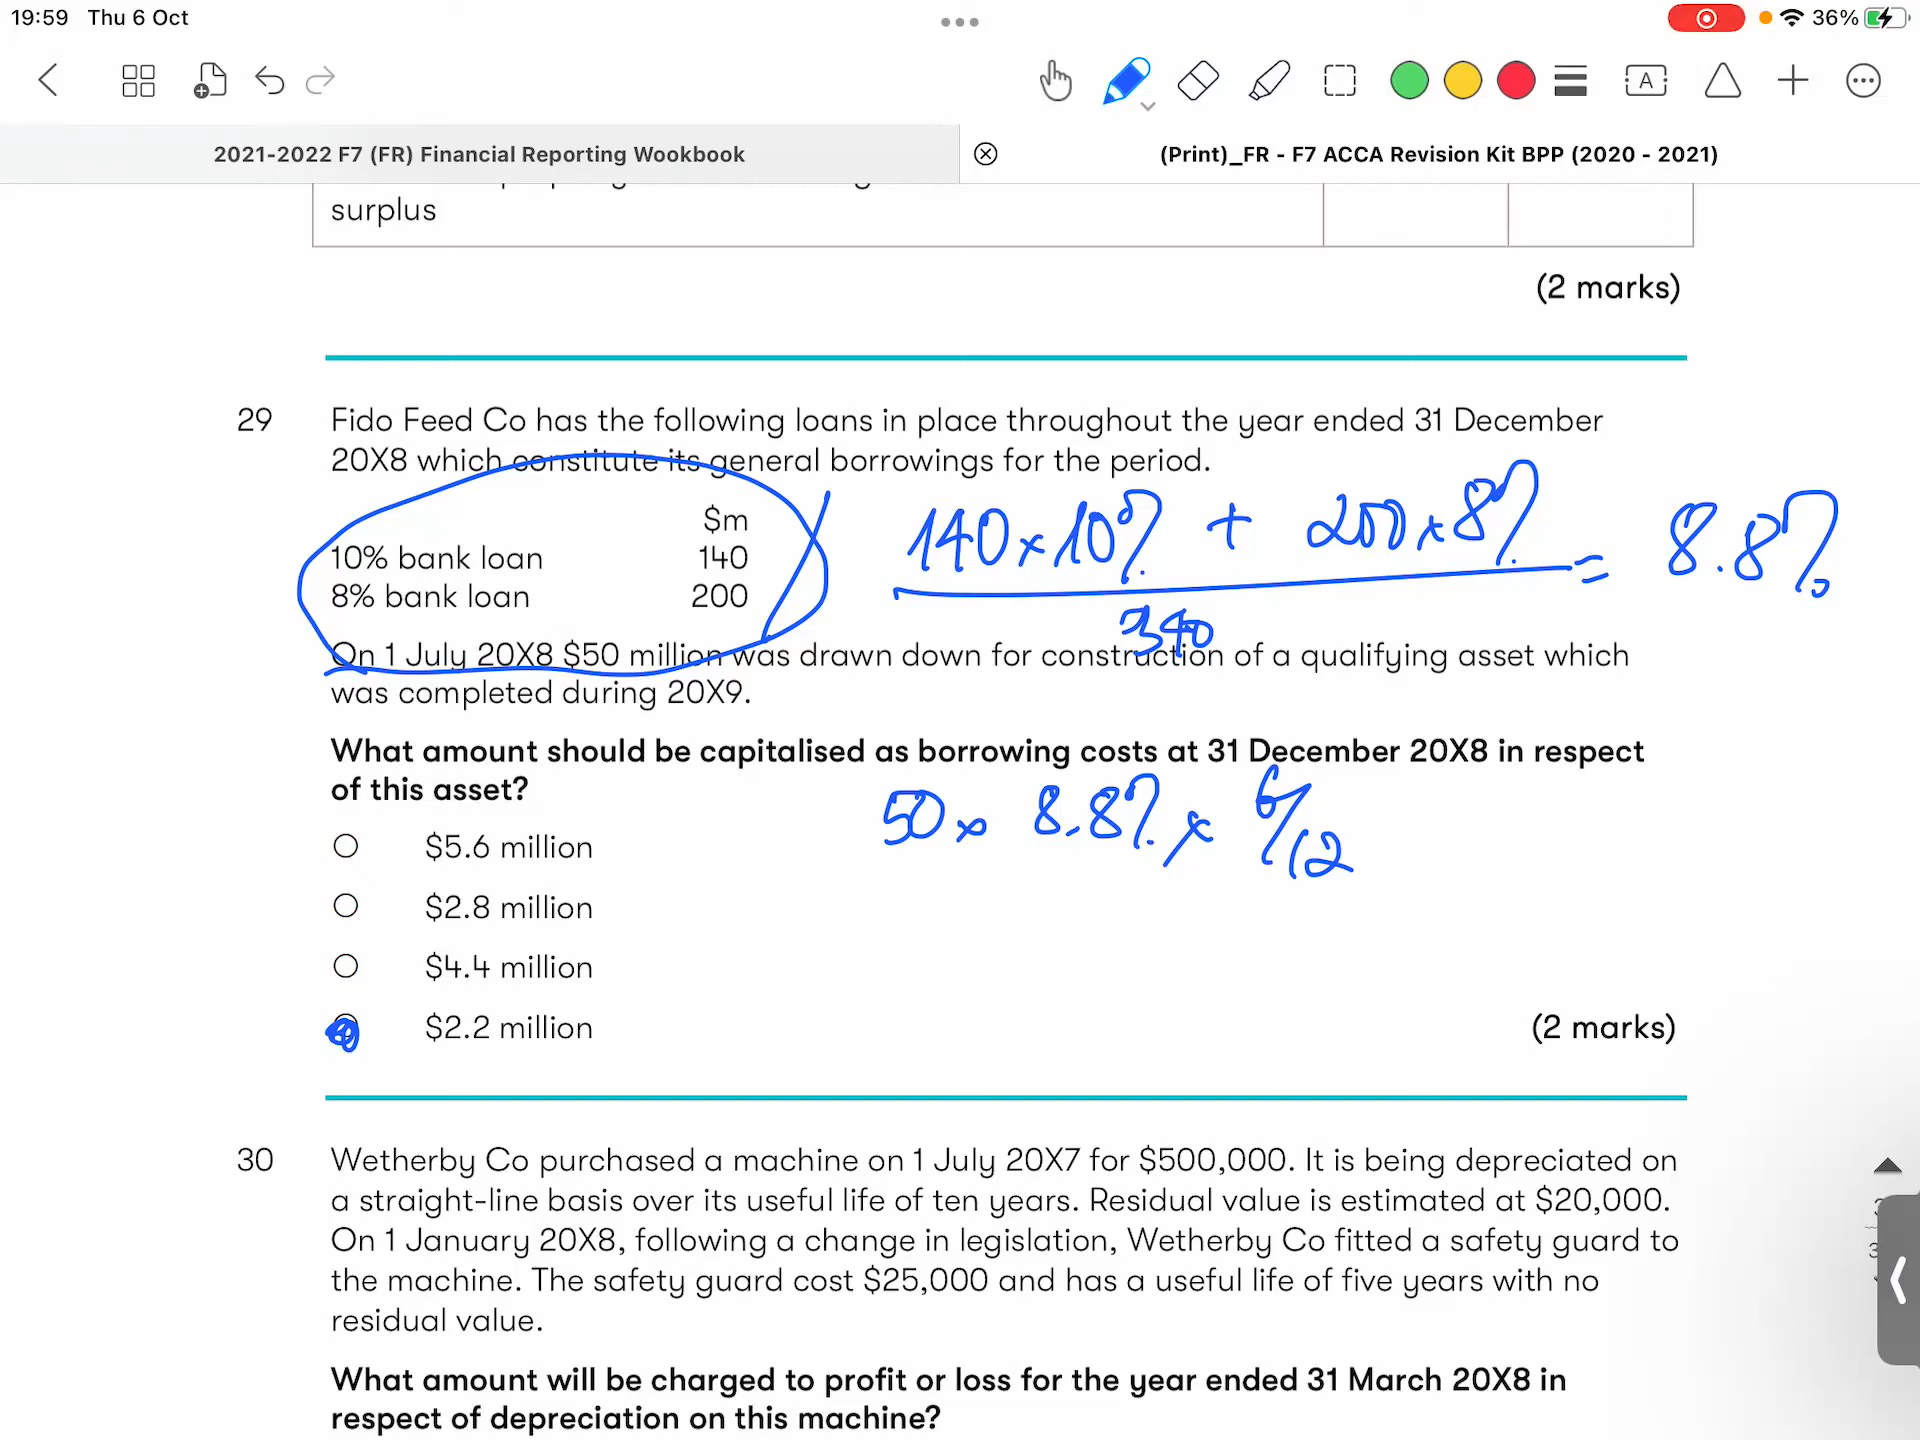 19:59 Thu 6 Oct
36%
A
2021-2022 F7 (FR) Financial Reporting Wookbook
(Print)_FR - F7 ACCA Revision Kit BPP (2020 - 2021)
surplus
(2 marks)
29 Fido Feed Co has the following loans in place throughout the year ended 31 December
20X8 which constitute its general borrowings for the period.
$m
10% bank loan 140
8% bank loan 200
140 x 10% + 200 x 8% = 8.8%
340
On 1 July 20X8 $50 million was drawn down for construction of a qualifying asset which
was completed during 20X9.
What amount should be capitalised as borrowing costs at 31 December 20X8 in respect
of this asset?
50 x 8.8% x 6/12
$5.6 million
$2.8 million
$4.4 million
$2.2 million
(2 marks)
30 Wetherby Co purchased a machine on 1 July 20X7 for $500,000. It is being depreciated on
a straight-line basis over its useful life of ten years. Residual value is estimated at $20,000.
On 1 January 20X8, following a change in legislation, Wetherby Co fitted a safety guard to
the machine. The safety guard cost $25,000 and has a useful life of five years with no
residual value.
What amount will be charged to profit or loss for the year ended 31 March 20X8 in
respect of depreciation on this machine?